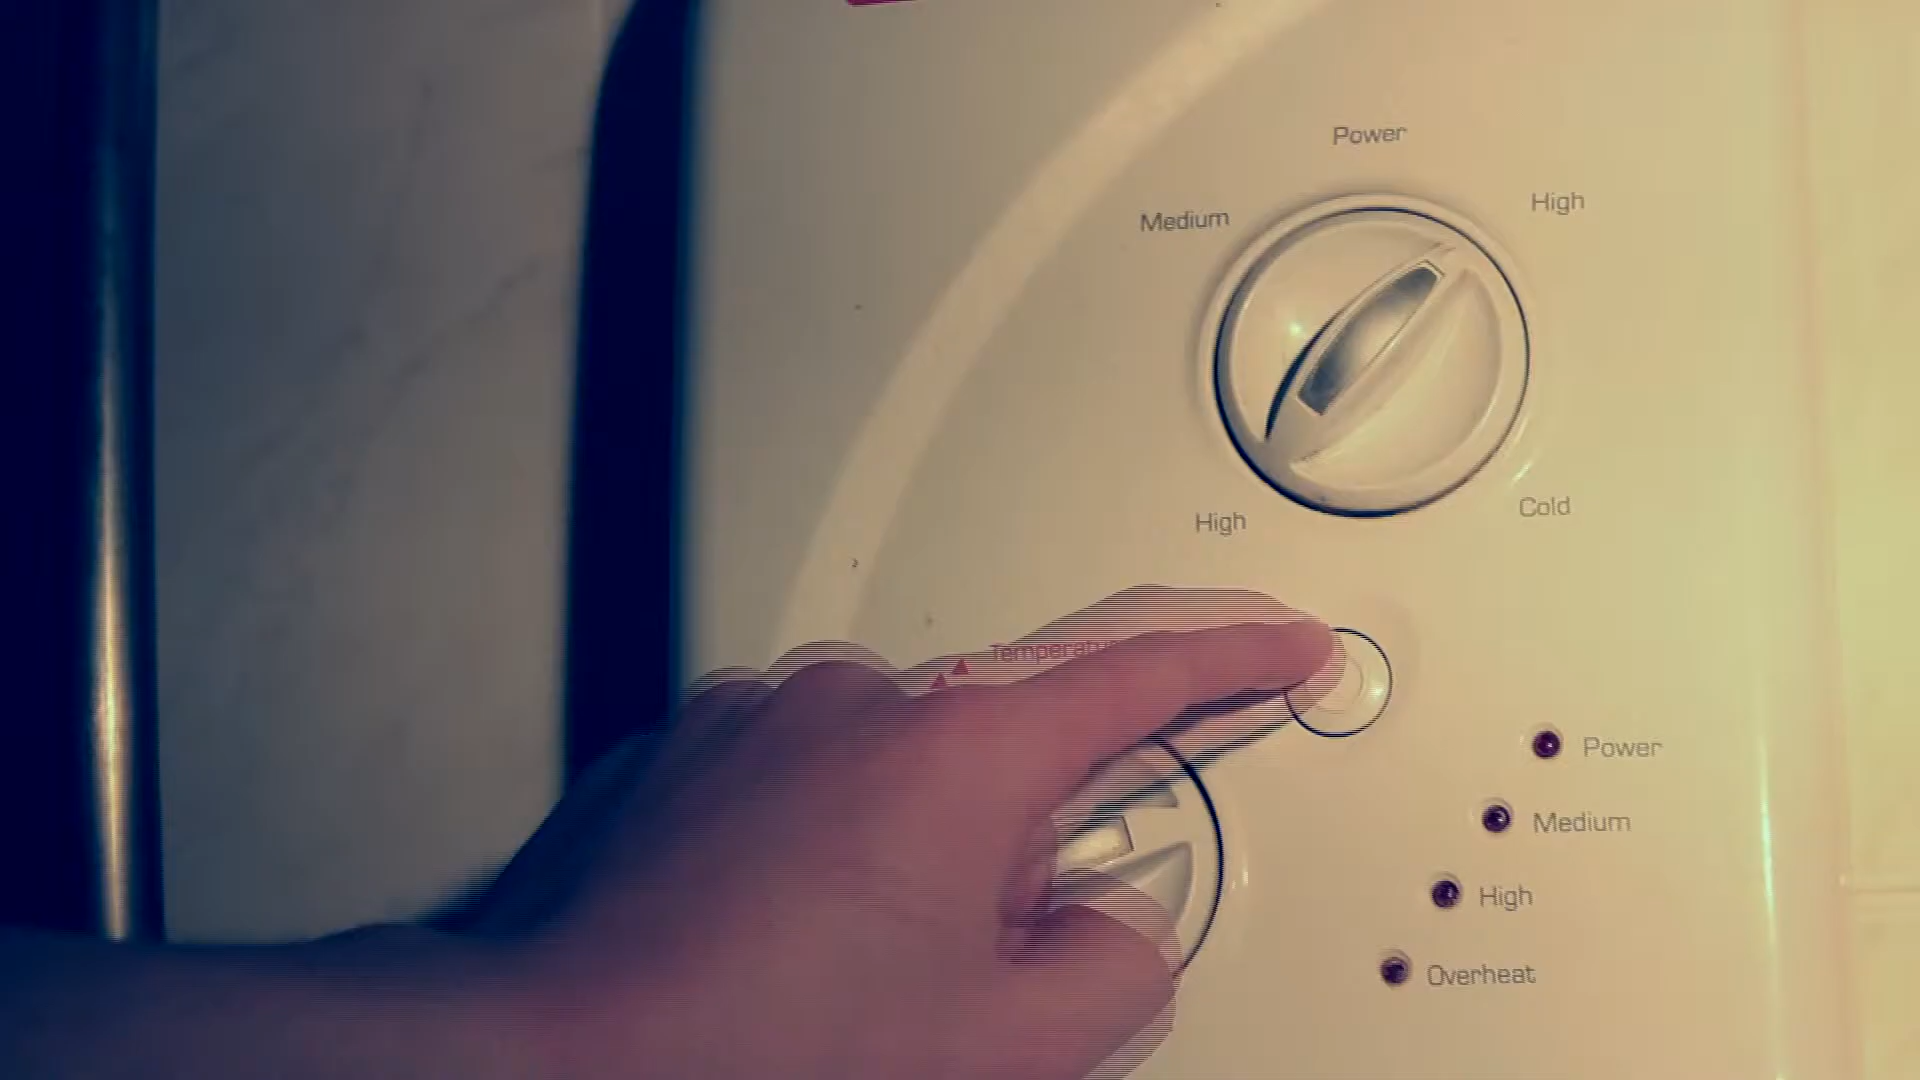 Power
High
Medium
Cold
High
Power
Medium
High
Overheat